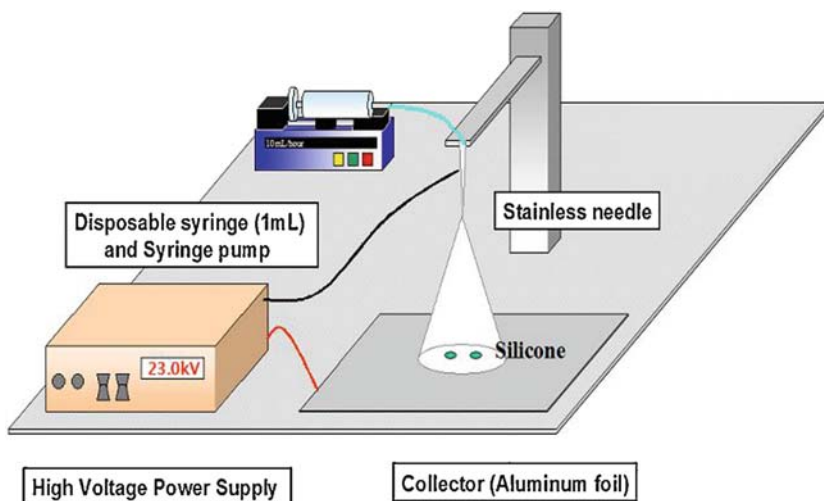 10mL/hour
Disposable syringe (1mL)
and Syringe pump
Stainless needle
23.0kV
Silicone
High Voltage Power Supply
Collector (Aluminum foil)